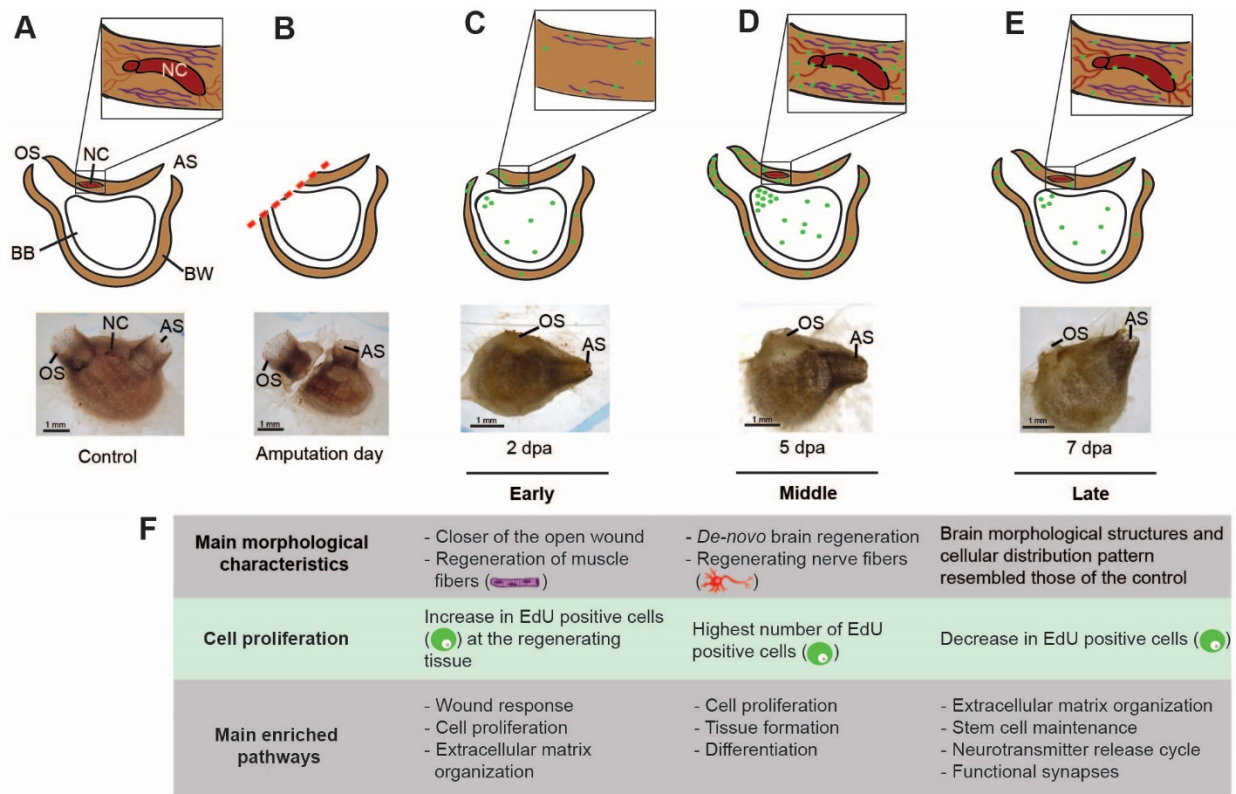 A
B
C
D
E
NC
OS
NC
AS
BB
BW
OS
NC
AS
1 mm
Control
OS
AS
1 mm
Amputation day
OS
AS
1 mm
2 dpa
Early
OS
AS
1 mm
5 dpa
Middle
OS
AS
1 mm
7 dpa
Late
F
Main morphological
characteristics
- Closer of the open wound
- Regeneration of muscle
fibers ( )
- De-novo brain regeneration
- Regenerating nerve fibers
( )
Brain morphological structures and
cellular distribution pattern
resembled those of the control
Cell proliferation
Increase in EdU positive cells
( ) at the regenerating
tissue
Highest number of EdU
positive cells ( )
Decrease in EdU positive cells ( )
Main enriched
pathways
- Wound response
- Cell proliferation
- Extracellular matrix
organization
- Cell proliferation
- Tissue formation
- Differentiation
- Extracellular matrix organization
- Stem cell maintenance
- Neurotransmitter release cycle
- Functional synapses